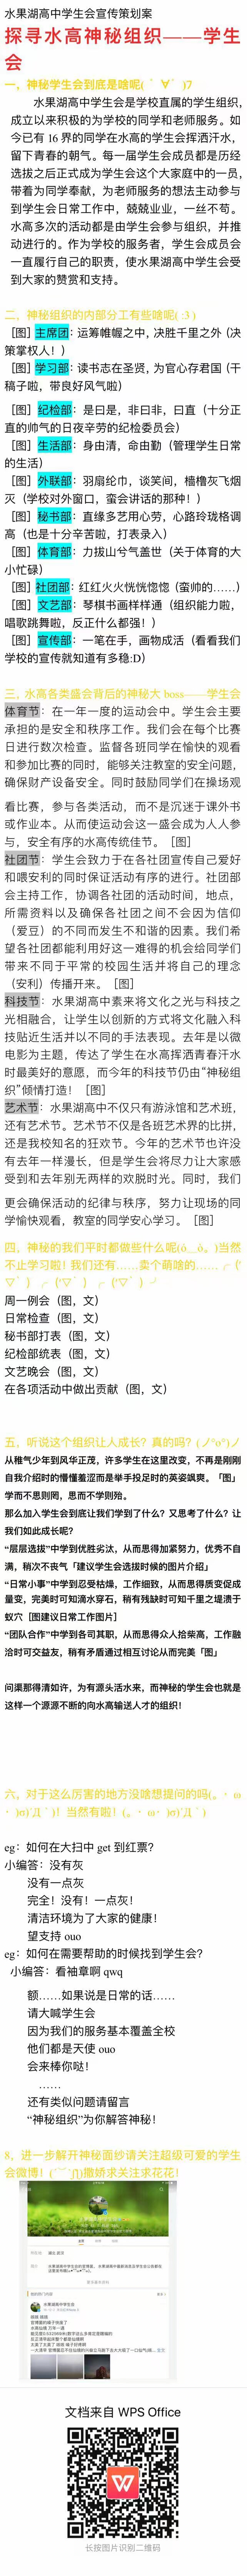 水果湖高中学生会宣传策划案
探寻水高神秘组织——学生
会
一，神秘学生会到底是啥呢(゜∀゜)7
水果湖高中学生会是学校直属的学生组织，
成立以来积极的为学校的同学和老师服务。如
今已有 16 界的同学在水高的学生会挥洒汗水，
留下青春的朝气。每一届学生会成员都是历经
选拔之后正式成为学生会这个大家庭中的一员，
带着为同学奉献，为老师服务的想法主动参与
到学生会日常工作中，兢兢业业，一丝不苟。
水高多次的活动都是由学生会参与组织，并推
动进行的。作为学校的服务者，学生会成员会
一直履行自己的职责，使水果湖高中学生会受
到大家的赞赏和支持。
二，神秘组织的内部分工有些啥呢( :3 )
［图］主席团：运筹帷幄之中，决胜千里之外（决
策掌权人！）
［图］学习部：读书志在圣贤，为官心存君国（干
稿子啦，带良好风气啦）
［图］纪检部：是曰是，非曰非，曰直（十分正
直的帅气的日夜辛劳的纪检委员会）
［图］生活部：身由清，命由勤（管理学生日常
的生活）
［图］外联部：羽扇纶巾，谈笑间，樯橹灰飞烟
灭（学校对外窗口，蛮会讲话的那种！）
［图］秘书部：直缘多艺用心劳，心路玲珑格调
高（也是十分辛苦啦，打表录入）
［图］体育部：力拔山兮气盖世（关于体育的大
小忙碌）
［图］社团部：红红火火恍恍惚惚（蛮帅的……）
［图］文艺部：琴棋书画样样通（组织能力啦，
唱歌跳舞啦，反正什么都强！）
［图］宣传部：一笔在手，画物成活（看看我们
学校的宣传就知道有多稳:D）
三，水高各类盛会背后的神秘大 boss——学生会
体育节：在一年一度的运动会中。学生会主要
承担的是安全和秩序工作。我们会在每个比赛
日进行数次检查。监督各班同学在愉快的观看
和参加比赛的同时，能够关注教室的安全问题，
确保财产设备安全。同时鼓励同学们在操场观
看比赛，参与各类活动，而不是沉迷于课外书
或作业本。从而使运动会这一盛会成为人人参
与，安全有序的水高传统佳节。［图］
社团节：学生会致力于在各社团宣传自己爱好
和喂安利的同时保证活动有序的进行。社团部
会主持工作，协调各社团的活动时间，地点，
所需资料以及确保各社团之间不会因为信仰
（爱豆）的不同而发生不和谐的因素。我们希
望各社团都能利用好这一难得的机会给同学们
带来不同于平常的校园生活并将自己的理念
（安利）传播开来。［图］
科技节：水果湖高中素来将文化之光与科技之
光相融合，让学生以创新的方式将文化融入科
技贴近生活并以不同的手法表现。去年是以微
电影为主题，传达了学生在水高挥洒青春汗水
时最美好的意愿，而今年的科技节仍由“神秘组
织”倾情打造！［图］
艺术节：水果湖高中不仅只有游泳馆和艺术班，
还有艺术节。艺术节不仅是各班艺术界的比拼，
还是我校知名的狂欢节。今年的艺术节也许没
有去年一样漫长，但是学生会将尽力让大家感
受到和去年别无两样的欢脱时光。同时，我们
更会确保活动的纪律与秩序，努力让现场的同
学愉快观看，教室的同学安心学习。［图］
四，神秘的我们平时都做些什么呢(ó﹏ò。)当然
不止学习啦！我们还有……卖个萌啥的……╭（′
▽‵）╭（′▽‵）╭（′▽‵）╯
周一例会（图，文）
日常检查（图，文）
秘书部打表（图，文）
纪检部统表（图，文）
文艺晚会（图，文）
在各项活动中做出贡献（图，文）
五，听说这个组织让人成长？真的吗？(ノ°ο°)ノ
从稚气少年到风华正茂，许多学生在这里改变，不再是刚刚
自我介绍时的懵懂羞涩而是举手投足时的英姿飒爽。「图」
学而不思则罔，思而不学则殆。
那么加入学生会到底让我们学到了什么？又思考了什么？让
我们如此成长呢？
“层层选拔”中学到优胜劣汰，从而思得加紧努力，优秀不自
满，稍次不丧气「建议学生会选拔时候的图片介绍」
“日常小事”中学到忍受枯燥，工作细致，从而思得质变促成
量变，完美时可知滴水穿石，稍有残缺时可知千里之堤溃于
蚁穴［图建议日常工作图片］
“团队合作”中学到各司其职，从而思得众人拾柴高，工作融
洽时可交益友，稍有矛盾通过相互讨论从而完美「图」
问渠那得清如许，为有源头活水来，而神秘的学生会也就是
这样一个源源不断的向水高输送人才的组织！
六，对于这么厉害的地方没啥想提问的吗(。・ω
・。)σ)´Д｀)！当然有啦！(。・ω・。)σ)´Д｀)
eg：如何在大扫中 get 到红票？
小编答：没有灰
没有一点灰
完全！没有！一点灰！
清洁环境为了大家的健康！
望支持 ouo
eg：如何在需要帮助的时候找到学生会？
小编答：看袖章啊 qwq
额……如果说是日常的话……
请大喊学生会
因为我们的服务基本覆盖全校
他们都是天使 ouo
会来棒你哒！
……
还有类似问题请留言
“神秘组织”为你解答神秘！
8，进一步解开神秘面纱请关注超级可爱的学生
会微博！(￣ˇ￣Д)撒娇求关注求花花！
文档来自 WPS Office
长按图片识别二维码